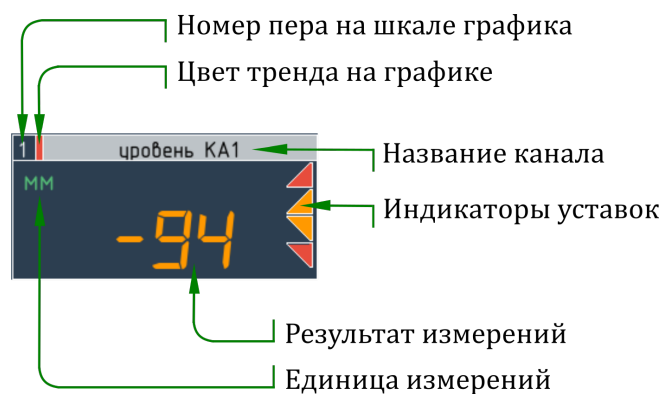 Номер пера на шкале графика
Цвет тренда на графике
1 уровень КА1
Название канала
мм
Индикаторы уставок
-94
Результат измерений
Единица измерений